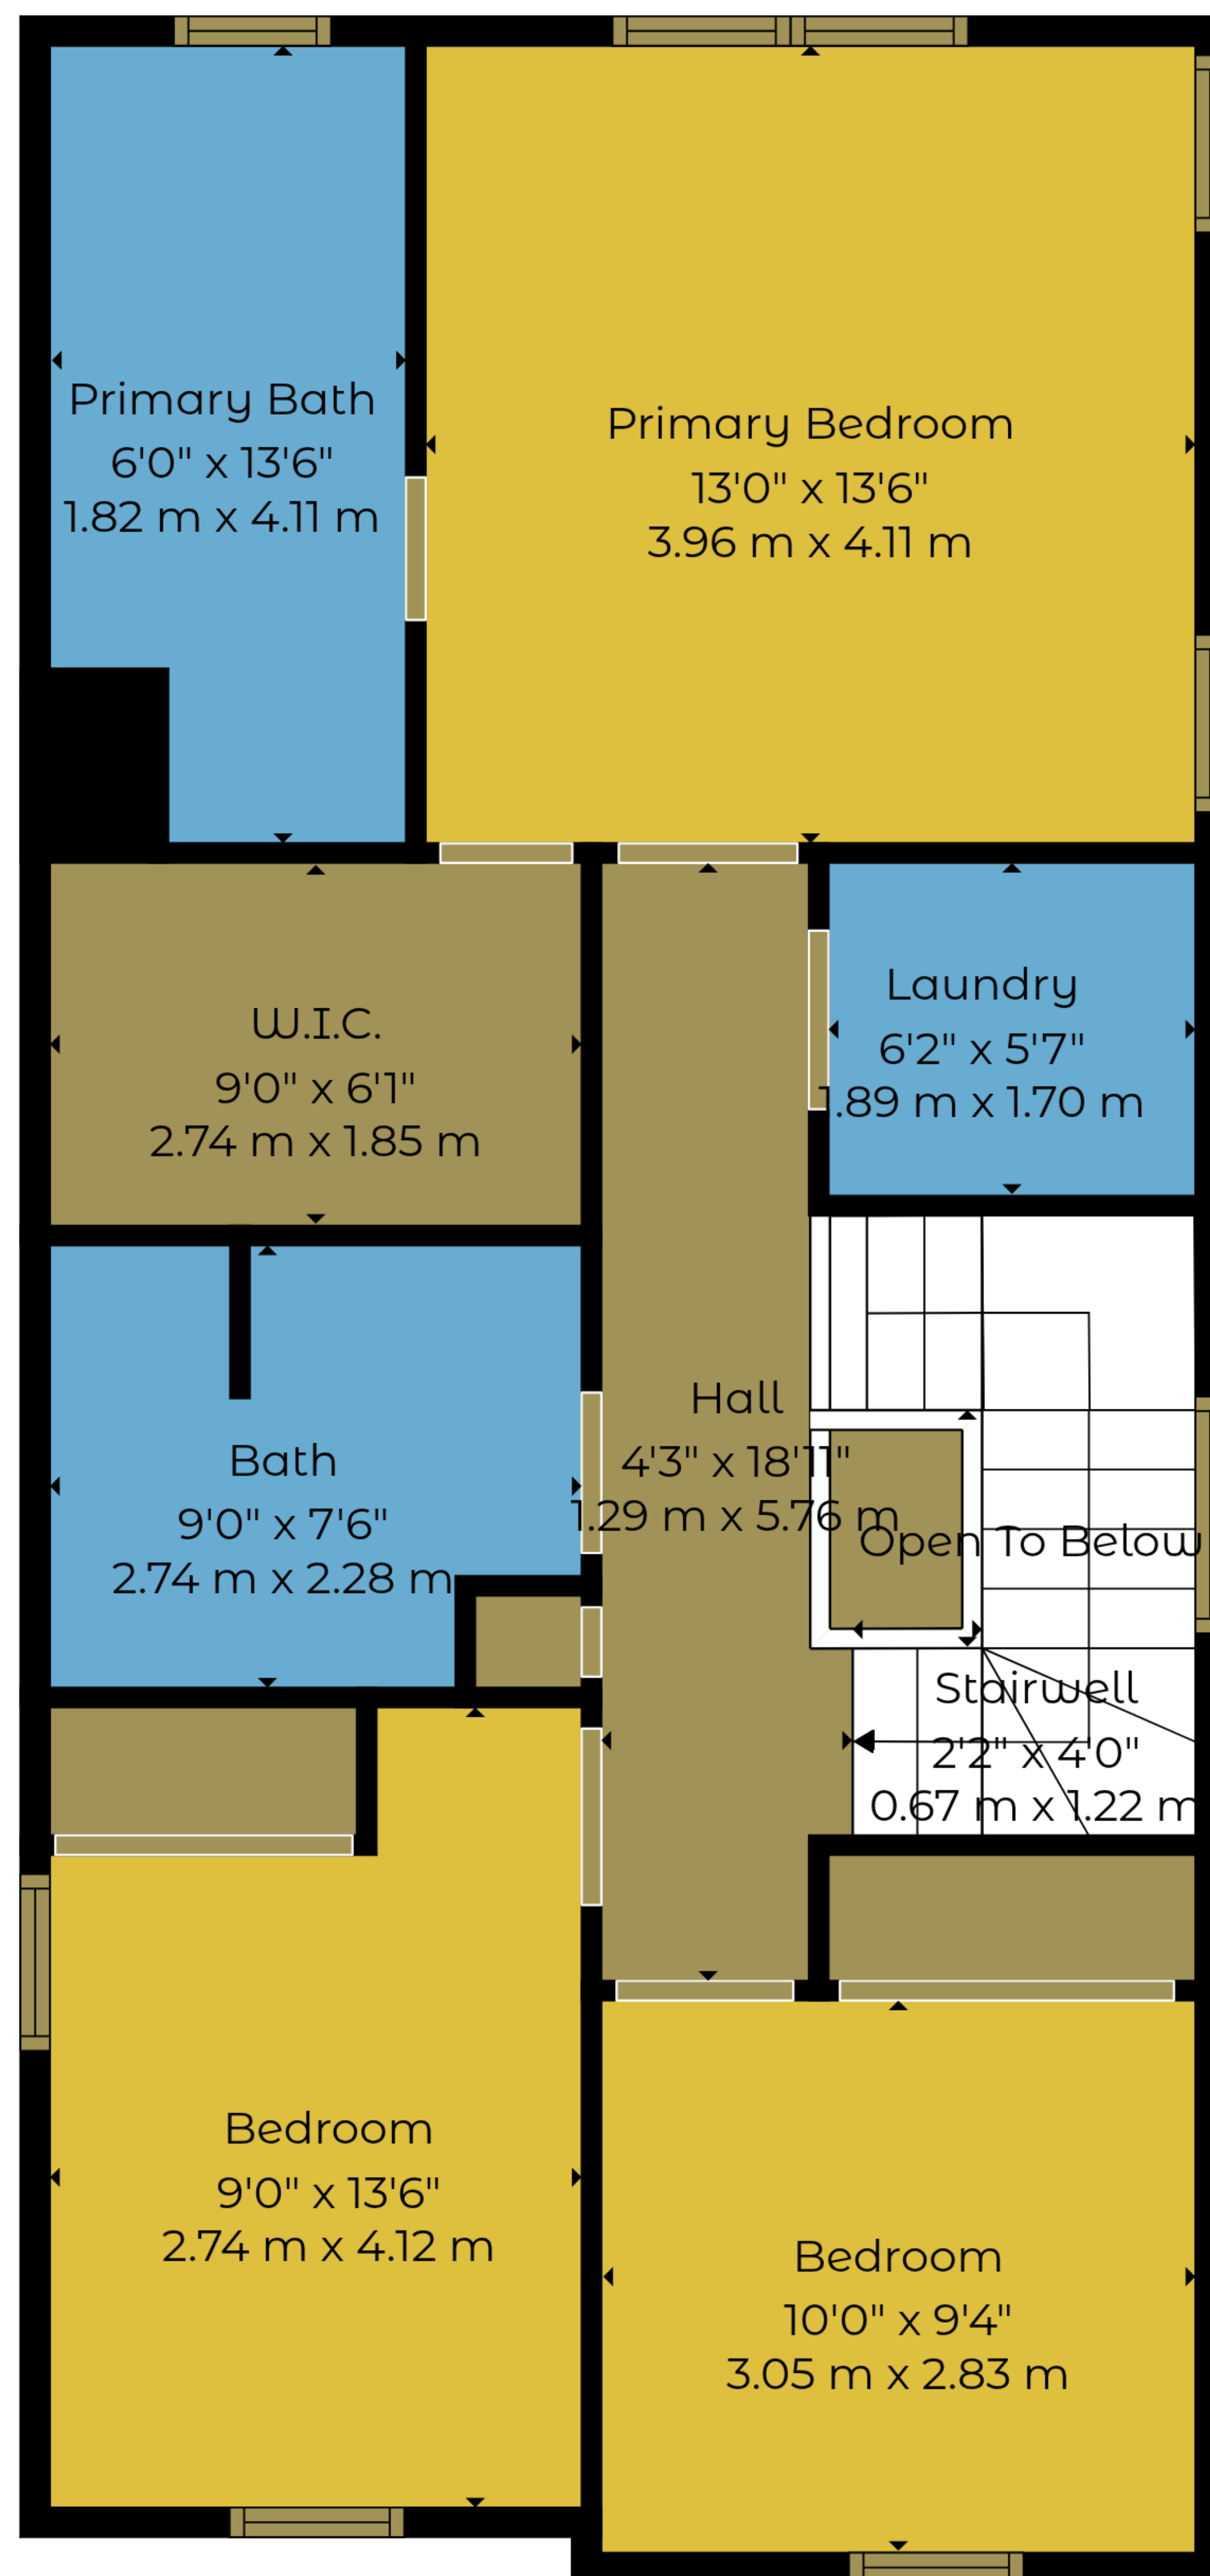 Primary Bath
6'0" x 13'6"
1.82 m x 4.11 m
Primary Bedroom
13'0" x 13'6"
3.96 m x 4.11 m
W.I.C.
9'0" x 6'1"
2.74 m x 1.85 m
Laundry
6'2" x 5'7"
1.89 m x 1.70 m
Hall
4'3" x 18'11"
1.29 m x 5.76 m
Bath
9'0" x 7'6"
2.74 m x 2.28 m
Open To Below
Stairwell
2'2" x 4'0"
0.67 m x 1.22 m
Bedroom
9'0" x 13'6"
2.74 m x 4.12 m
Bedroom
10'0" x 9'4"
3.05 m x 2.83 m